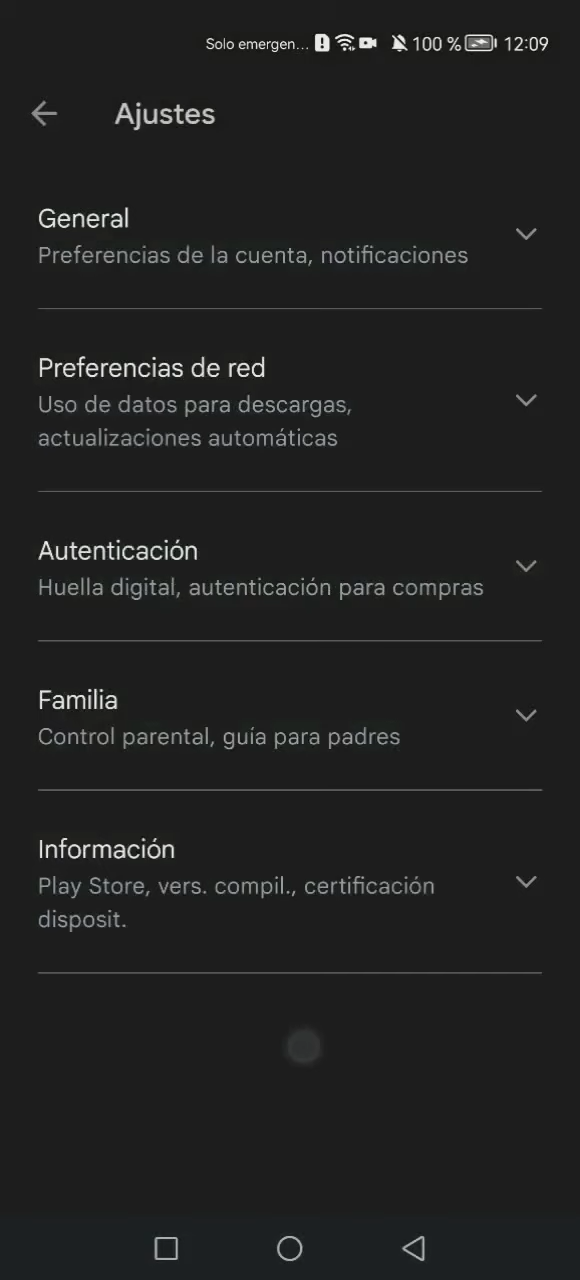 Solo emergen... 100 % 12:09
Ajustes
General
Preferencias de la cuenta, notificaciones
Preferencias de red
Uso de datos para descargas,
actualizaciones automáticas
Autenticación
Huella digital, autenticación para compras
Familia
Control parental, guía para padres
Información
Play Store, vers. compil., certificación
disposit.